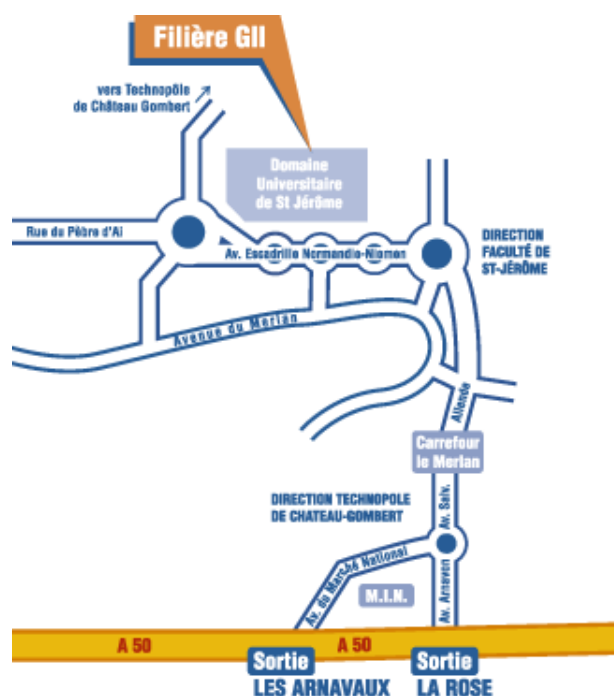 Filière GII
vers Technopôle
de Château Gombert
Domaine
Universitaire
de St Jérôme
Rue du Pèbre d'Aï
Av. Escadrille Normandie-Niemen
DIRECTION
FACULTÉ DE
ST-JÉRÔME
Avenue du Merlan
Allende
Carrefour
le Merlan
Av. Salv.
DIRECTION TECHNOPOLE
DE CHATEAU-GOMBERT
Av. du Marché National
M.I.N.
Av. Arnavon
A 50
A 50
Sortie
LES ARNAVAUX
Sortie
LA ROSE